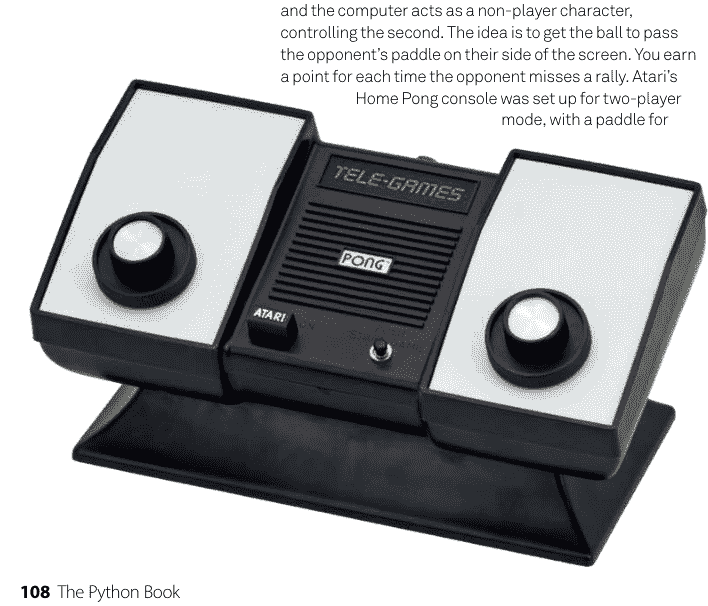 and the computer acts as a non-player character,
controlling the second. The idea is to get the ball to pass
the opponent's paddle on their side of the screen. You earn
a point for each time the opponent misses a rally. Atari's
Home Pong console was set up for two-player
mode, with a paddle for
TELE-GAMES
PONG
ATARI
108 The Python Book